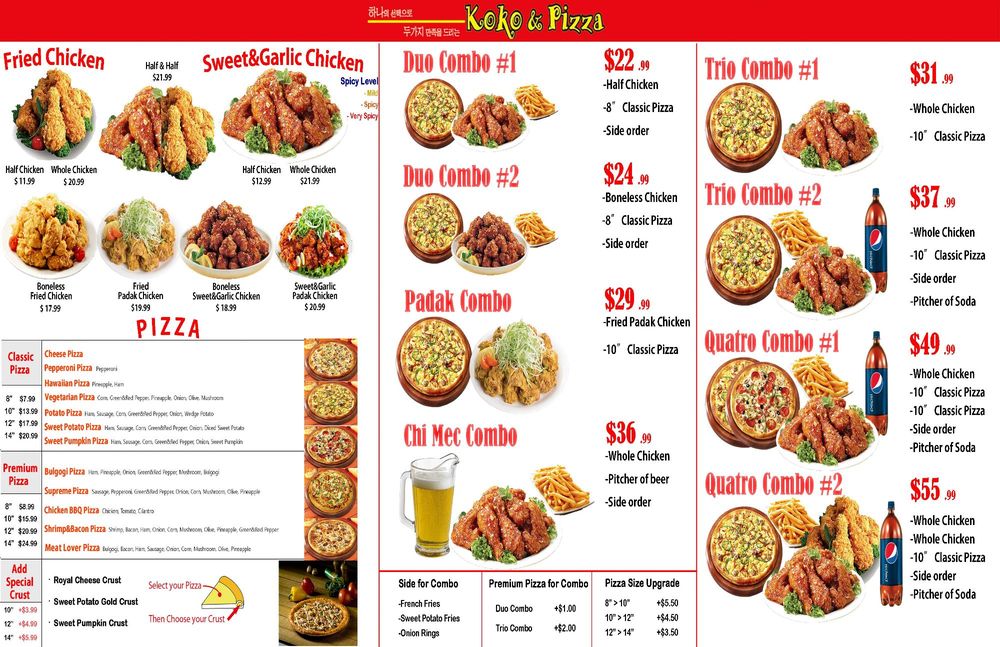 하나의 선택으로
두가지 만족을 드리는
Koko & Pizza
Fried Chicken
Half & Half
$21.99
Sweet&Garlic Chicken
Spicy Level
- Mild
- Spicy
- Very Spicy
Half Chicken Whole Chicken
$ 11.99 $ 20.99
Half Chicken Whole Chicken
$12.99 $21.99
Boneless
Fried Chicken
$ 17.99
Fried
Padak Chicken
$19.99
Boneless
Sweet&Garlic Chicken
$ 18.99
Sweet&Garlic
Padak Chicken
$ 20.99
PIZZA
Classic
Pizza
8" $7.99
10" $13.99
12" $17.99
14" $20.99
Cheese Pizza
Pepperoni Pizza Pepperoni
Hawaiian Pizza Pineapple, Ham
Vegetarian Pizza Corn, Green&Red Pepper, Pineapple, Onion, Olive, Mushroom
Potato Pizza Ham, Sausage, Corn, Green&Red Pepper, Onion, Wedge Potato
Sweet Potato Pizza Ham, Sausage, Corn, Green&Red Pepper, Onion, Diced Sweet Potato
Sweet Pumpkin Pizza Ham, Sausage, Corn, Green&Red Pepper, Onion, Sweet Pumpkin
Premium
Pizza
8" $8.99
10" $15.99
12" $20.99
14" $24.99
Bulgogi Pizza Ham, Pineapple, Onion, Green&Red Pepper, Mushroom, Bulgogi
Supreme Pizza Sausage, Pepperoni, Green&Red Pepper, Onion, Corn, Mushroom, Olive, Pineapple
Chicken BBQ Pizza Chicken, Tomato, Cilantro
Shrimp&Bacon Pizza Shrimp, Bacon, Ham, Onion, Corn, Mushroom, Olive, Pineapple, Green&Red Pepper
Meat Lover Pizza Bulgogi, Bacon, Ham, Sausage, Onion, Corn, Mushroom, Olive, Pineapple
Add
Special
Crust
10" +$3.99
12" +$4.99
14" +$5.99
· Royal Cheese Crust
· Sweet Potato Gold Crust
· Sweet Pumpkin Crust
Select your Pizza
Then Choose your Crust
Duo Combo #1
$22 .99
-Half Chicken
-8" Classic Pizza
-Side order
Duo Combo #2
$24 .99
-Boneless Chicken
-8" Classic Pizza
-Side order
Padak Combo
$29 .99
-Fried Padak Chicken
-10" Classic Pizza
Chi Mec Combo
$36 .99
-Whole Chicken
-Pitcher of beer
-Side order
Side for Combo
-French Fries
-Sweet Potato Fries
-Onion Rings
Premium Pizza for Combo
Duo Combo +$1.00
Trio Combo +$2.00
Pizza Size Upgrade
8" > 10" +$5.50
10" > 12" +$4.50
12" > 14" +$3.50
Trio Combo #1
$31 .99
-Whole Chicken
-10" Classic Pizza
Trio Combo #2
$37 .99
-Whole Chicken
-10" Classic Pizza
-Side order
-Pitcher of Soda
Quatro Combo #1
$49 .99
-Whole Chicken
-10" Classic Pizza
-10" Classic Pizza
-Side order
-Pitcher of Soda
Quatro Combo #2
$55 .99
-Whole Chicken
-Whole Chicken
-10" Classic Pizza
-Side order
-Pitcher of Soda